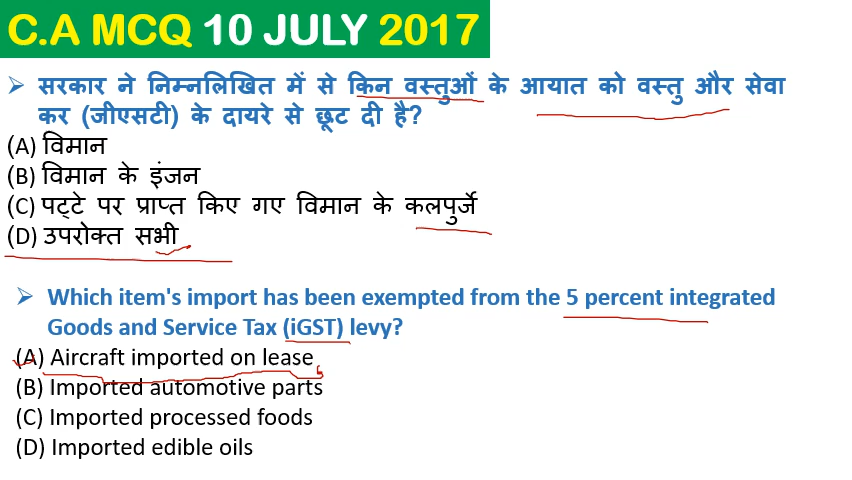 C.A MCQ 10 JULY 2017
➢ सरकार ने निम्नलिखित में से किन वस्तुओं के आयात को वस्तु और सेवा
कर (जीएसटी) के दायरे से छूट दी है?
(A) विमान
(B) विमान के इंजन
(C) पट्टे पर प्राप्त किए गए विमान के कलपुर्जे
(D) उपरोक्त सभी
➢ Which item's import has been exempted from the 5 percent integrated
Goods and Service Tax (iGST) levy?
(A) Aircraft imported on lease
(B) Imported automotive parts
(C) Imported processed foods
(D) Imported edible oils